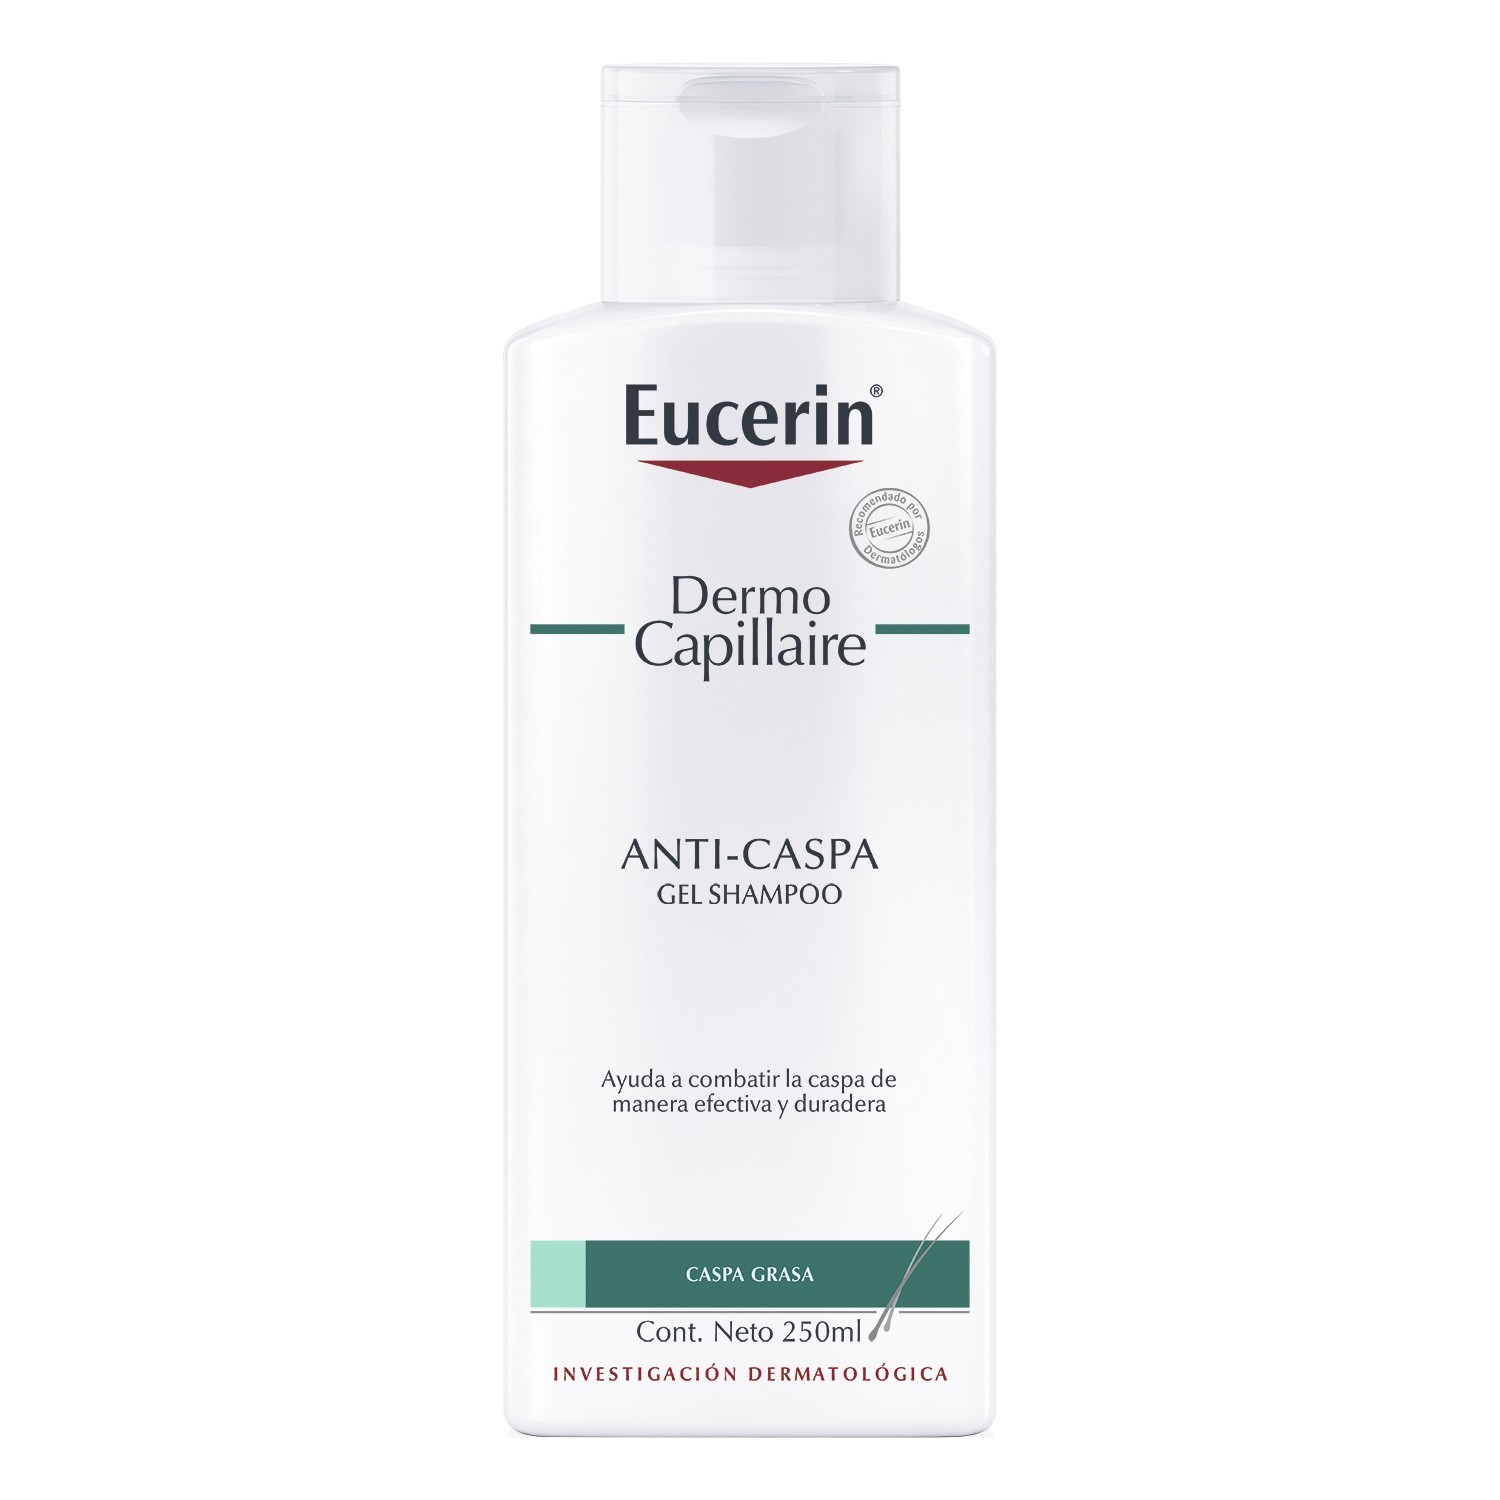 Eucerin®
Recomendado por
Eucerin
Dermatólogos
Dermo
Capillaire
ANTI-CASPA
GEL SHAMPOO
Ayuda a combatir la caspa de
manera efectiva y duradera
CASPA GRASA
Cont. Neto 250ml
INVESTIGACIÓN DERMATOLÓGICA